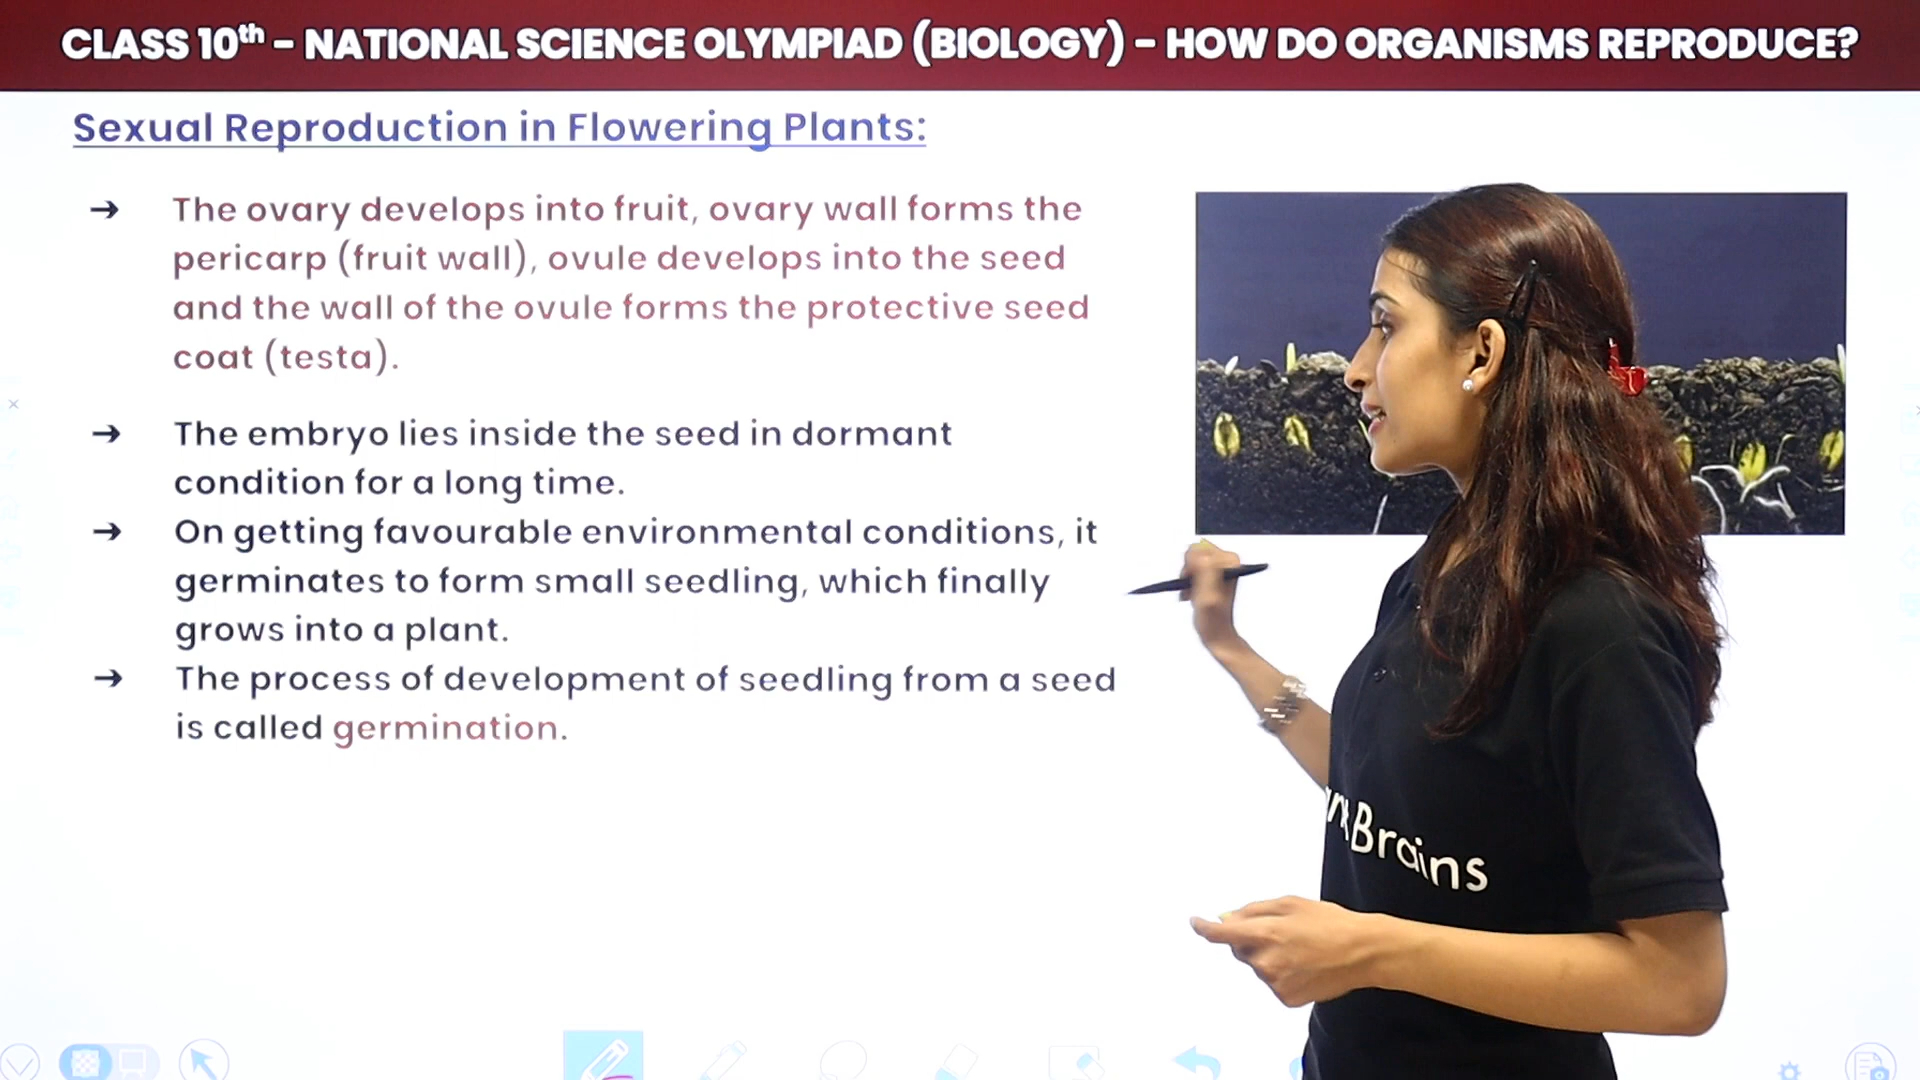 CLASS 10th – NATIONAL SCIENCE OLYMPIAD (BIOLOGY) – HOW DO ORGANISMS REPRODUCE?
Sexual Reproduction in Flowering Plants:
➔ The ovary develops into fruit, ovary wall forms the
pericarp (fruit wall), ovule develops into the seed
and the wall of the ovule forms the protective seed
coat (testa).
➔ The embryo lies inside the seed in dormant
condition for a long time.
➔ On getting favourable environmental conditions, it
germinates to form small seedling, which finally
grows into a plant.
➔ The process of development of seedling from a seed
is called germination.
Brains